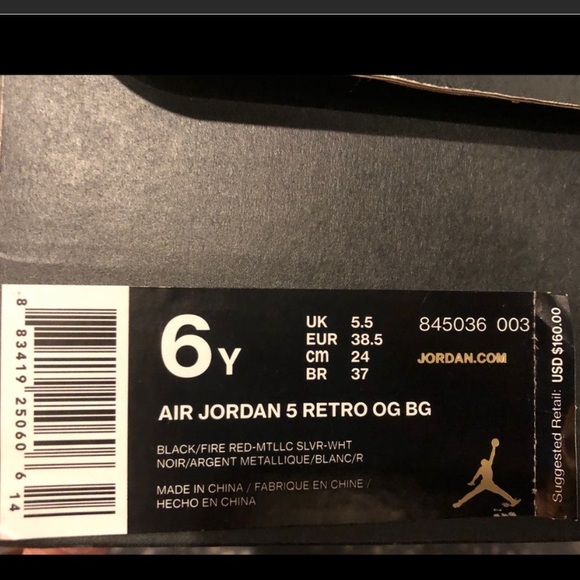 8 83419 25060 6 14
6Y
UK 5.5
EUR 38.5
cm 24
BR 37
845036 003
JORDAN.COM
AIR JORDAN 5 RETRO OG BG
BLACK/FIRE RED-MTLLC SLVR-WHT
NOIR/ARGENT METALLIQUE/BLANC/R
MADE IN CHINA / FABRIQUE EN CHINE /
HECHO EN CHINA
Suggested Retail: USD $160.00